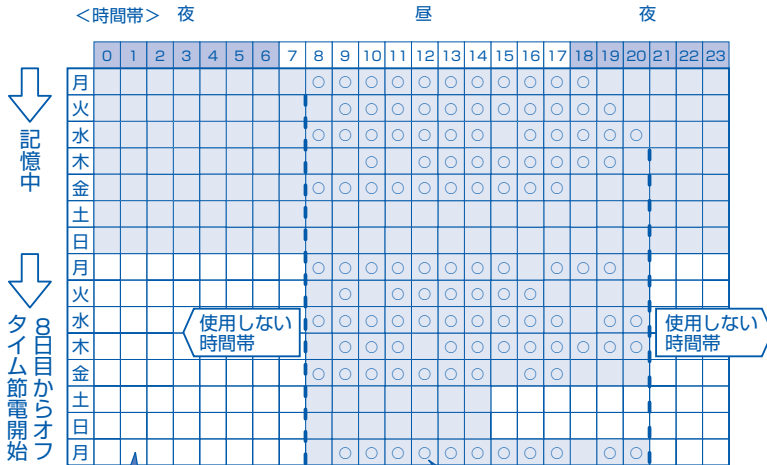 <時間帯> 夜 昼 夜
0 1 2 3 4 5 6 7 8 9 10 11 12 13 14 15 16 17 18 19 20 21 22 23
記憶中
月 ○ ○ ○ ○ ○ ○ ○ ○ ○ ○ ○
火 ○ ○ ○ ○ ○ ○ ○ ○ ○ ○ ○
水 ○ ○ ○ ○ ○ ○ ○ ○ ○ ○ ○ ○
木 ○ ○ ○ ○ ○ ○ ○ ○ ○
金 ○ ○ ○ ○ ○ ○ ○ ○ ○ ○
土
日
8日目からオフ
タイム節電開始
月 ○ ○ ○ ○ ○ ○ ○ ○ ○ ○ ○
火 ○ ○ ○ ○ ○ ○ ○
水 ○ ○ ○ ○ ○ ○ ○ ○ ○ ○ ○ ○
木 ○ ○ ○ ○ ○ ○ ○ ○ ○ ○ ○
金 ○ ○ ○ ○ ○ ○ ○ ○ ○
土
日
月 ○ ○ ○ ○ ○ ○ ○ ○ ○ ○ ○
使用しない
時間帯
使用しない
時間帯